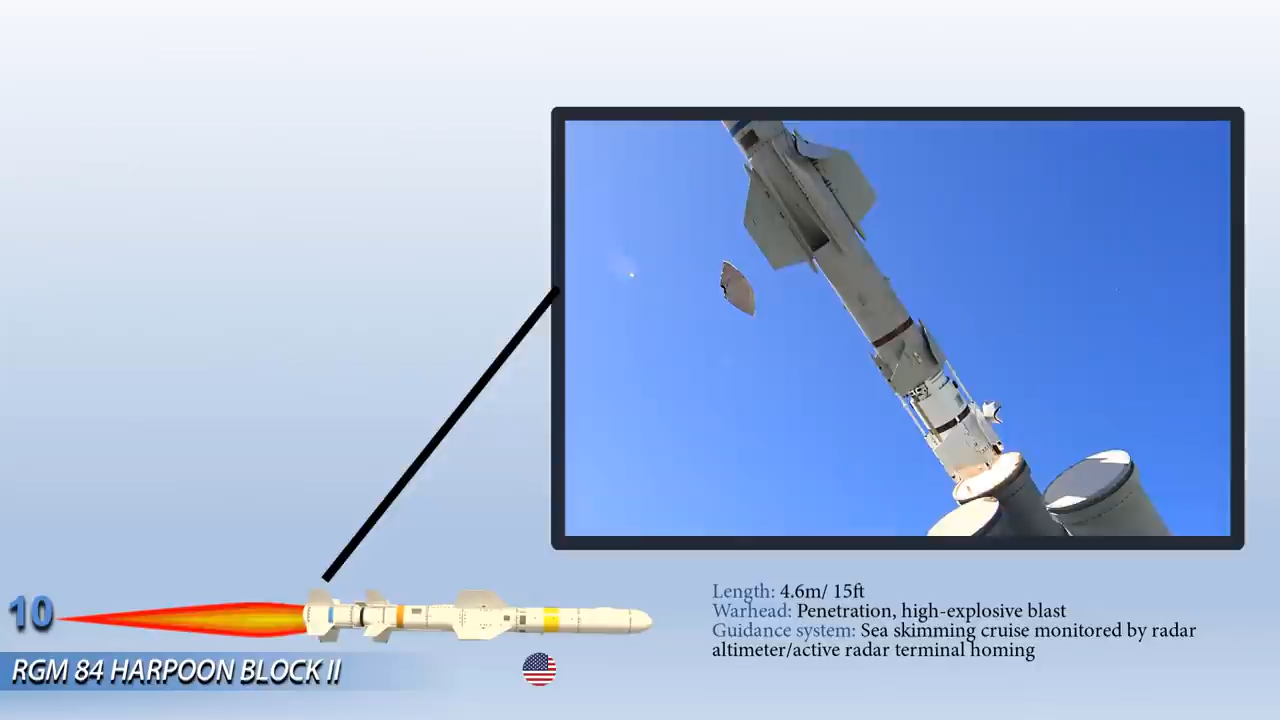 10
RGM 84 HARPOON BLOCK II
Length: 4.6m/ 15ft
Warhead: Penetration, high-explosive blast
Guidance system: Sea skimming cruise monitored by radar
altimeter/active radar terminal homing